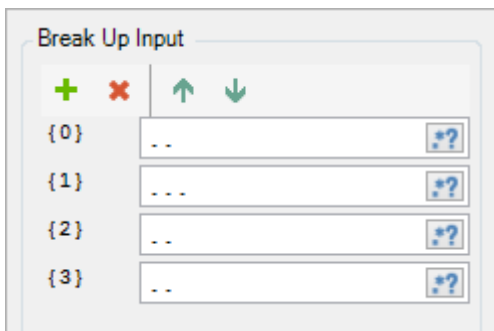 Break Up Input
{0} .. .*?
{1} ... .*?
{2} .. .*?
{3} .. .*?